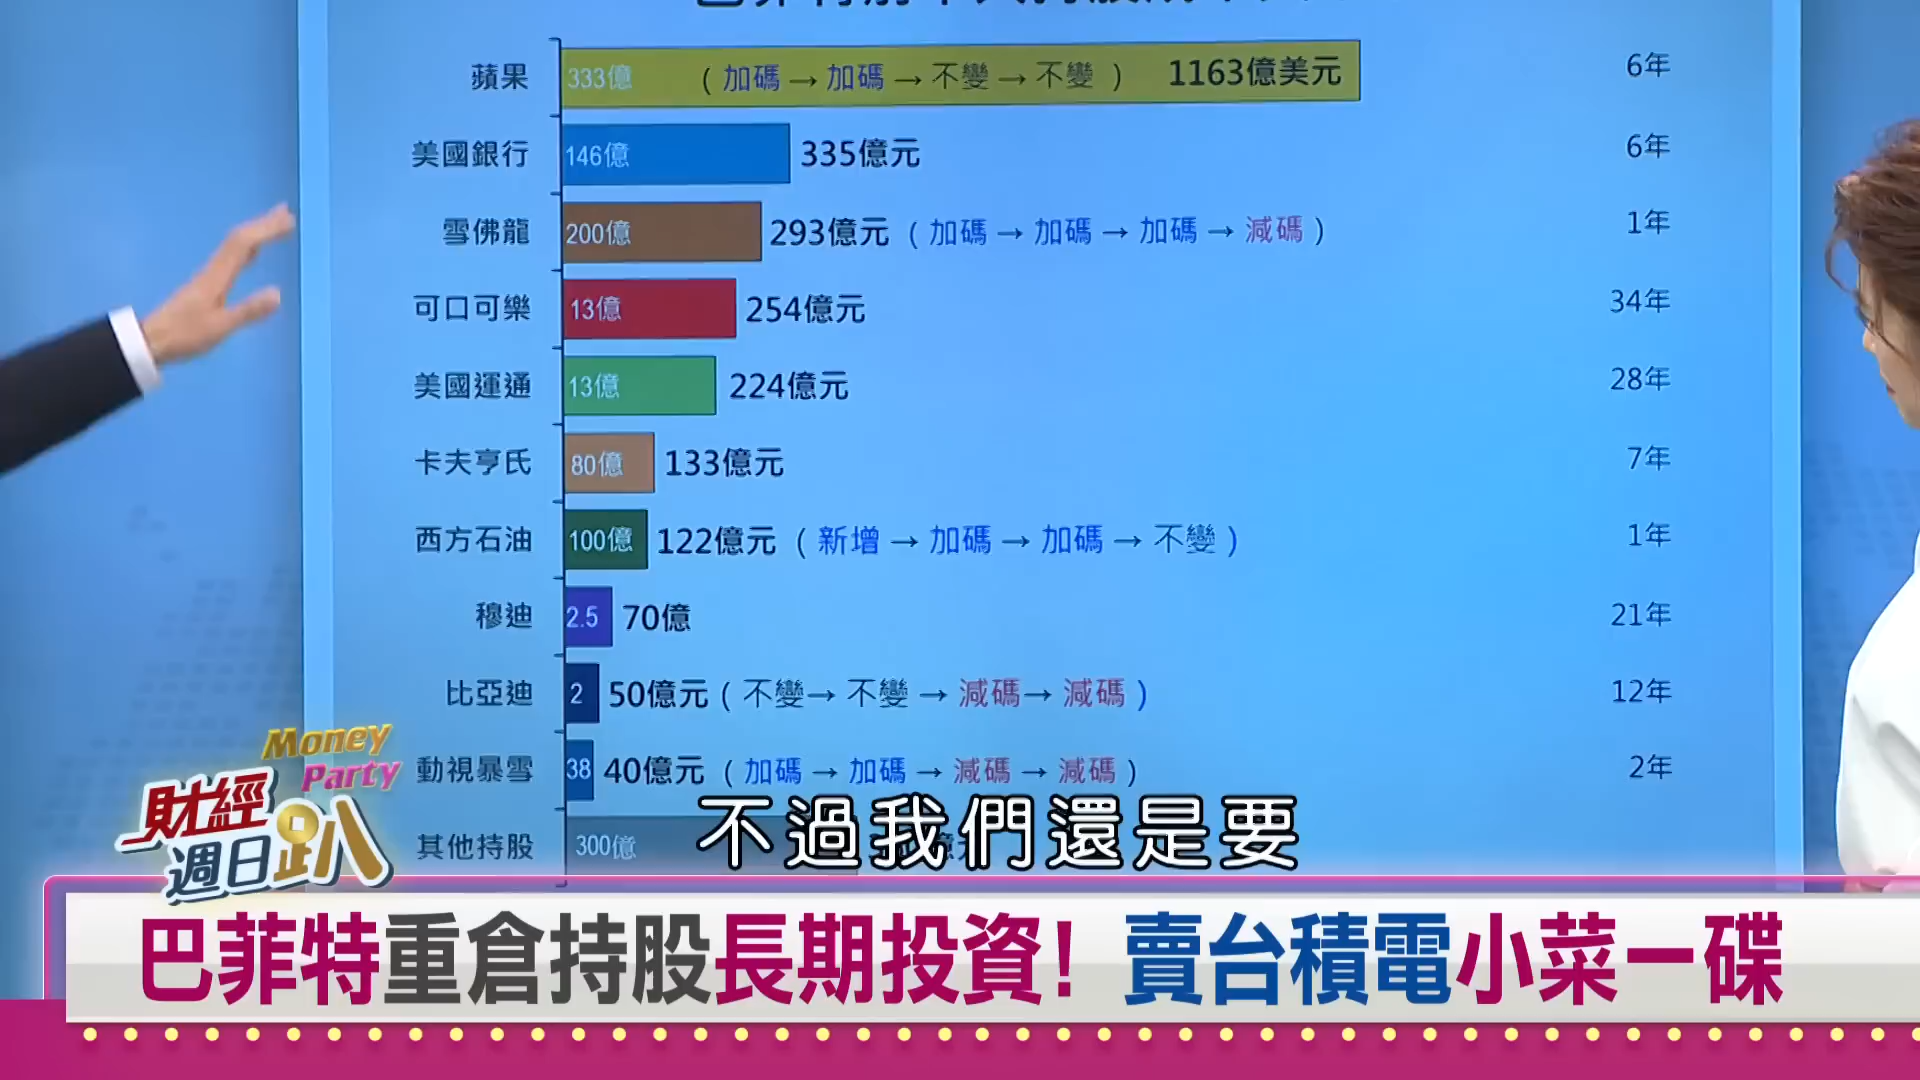 蘋果 333億 (加碼→加碼→不變→不變) 1163億美元 6年
美國銀行 146億 335億元 6年
雪佛龍 200億 293億元 (加碼→加碼→加碼→減碼) 1年
可口可樂 13億 254億元 34年
美國運通 13億 224億元 28年
卡夫亨氏 80億 133億元 7年
西方石油 100億 122億元 (新增→加碼→加碼→不變) 1年
穆迪 2.5 70億 21年
比亞迪 2 50億元 (不變→不變→減碼→減碼) 12年
動視暴雪 38 40億元 (加碼→加碼→減碼→減碼) 2年
其他持股 300億
不過我們還是要
Money
Party
財經
週日趴
巴菲特重倉持股長期投資! 賣台積電小菜一碟